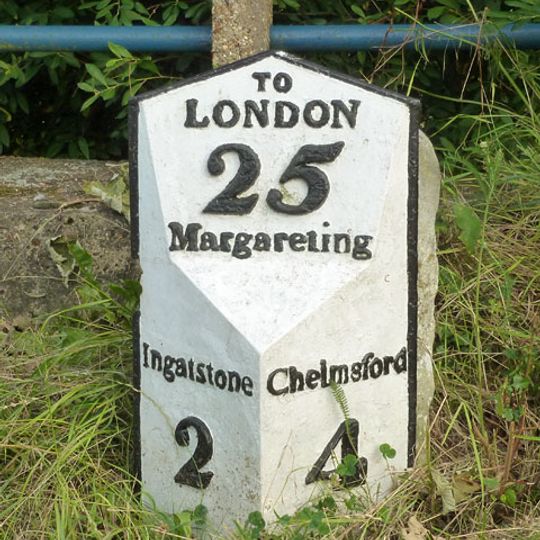 TO
LONDON
25
Margareting
Ingatstone
2
Chelmsford
4